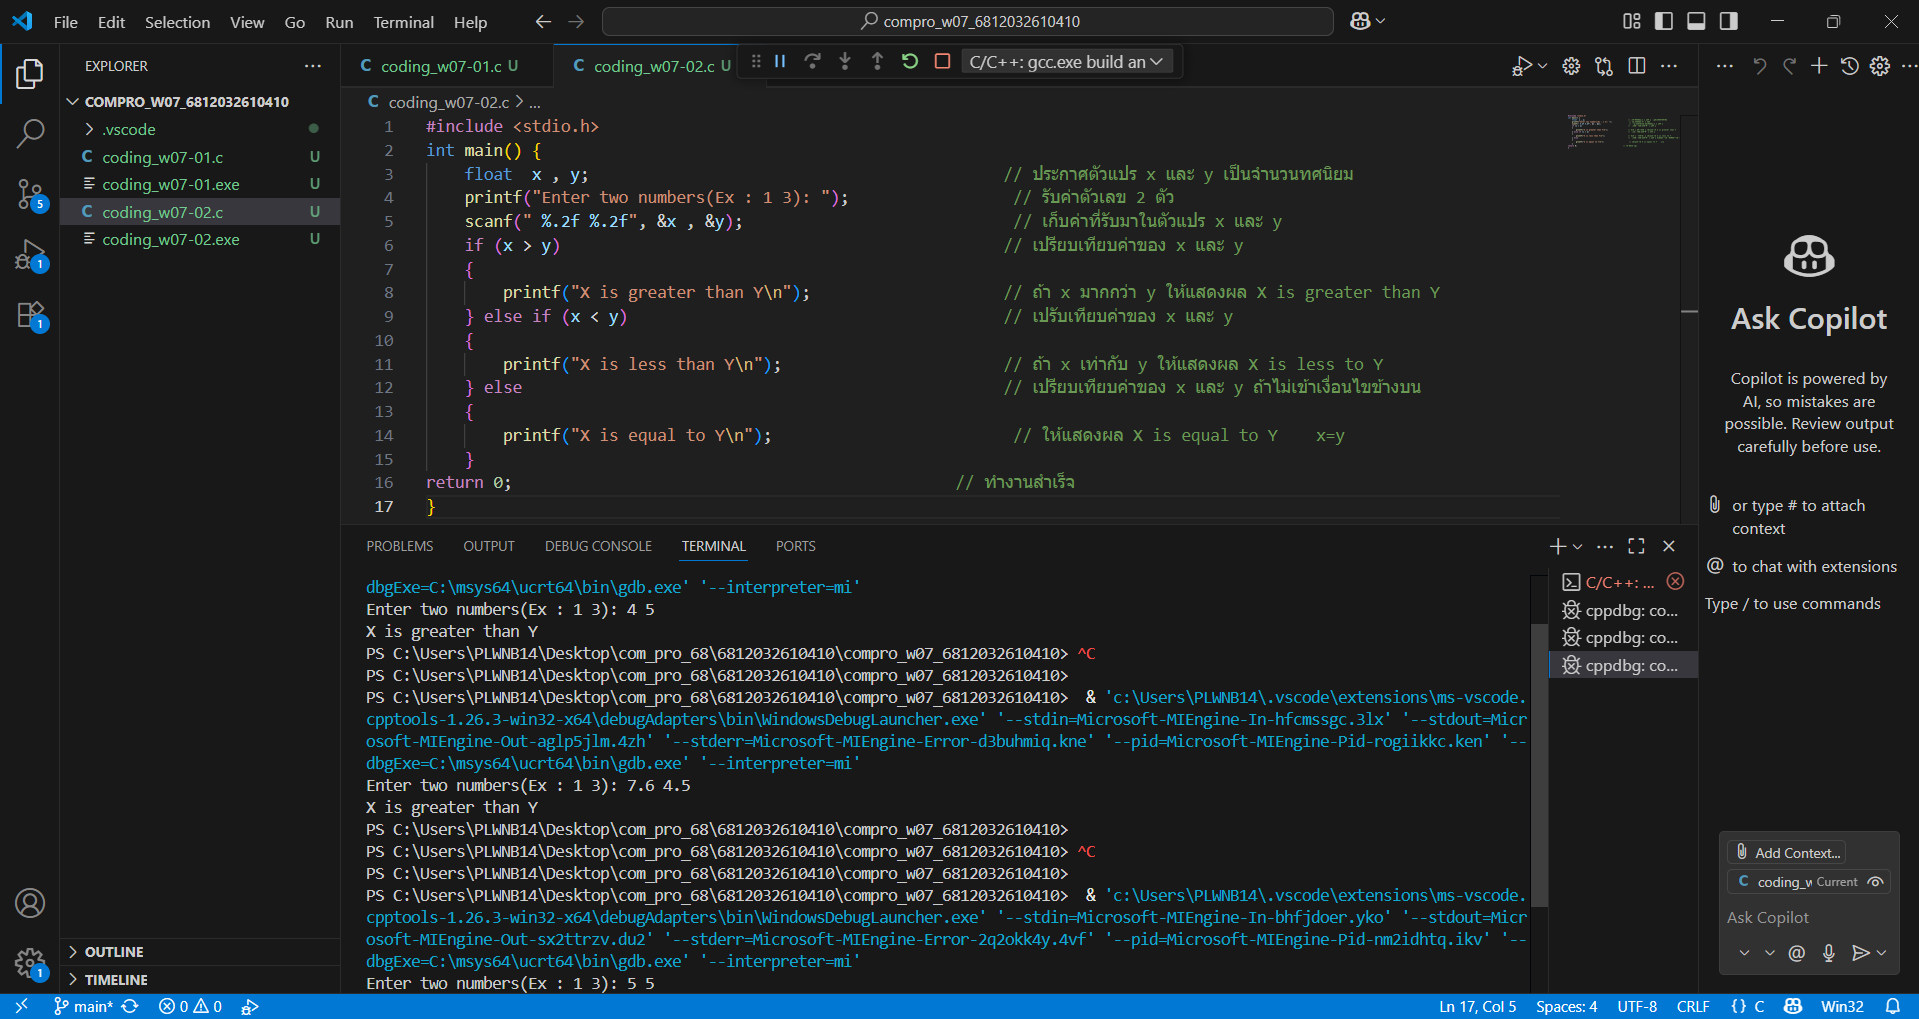 File Edit Selection View Go Run Terminal Help
compro_w07_6812032610410
EXPLORER
COMPRO_W07_6812032610410
.vscode
coding_w07-01.c U
coding_w07-01.exe U
coding_w07-02.c U
coding_w07-02.exe U
5
1
1
1
OUTLINE
TIMELINE
C coding_w07-01.c U
C coding_w07-02.c U
C/C++: gcc.exe build an
C coding_w07-02.c > ...
1 #include <stdio.h>
2 int main() {
3 float  x , y; // ประกาศตัวแปร x และ y เป็นจำนวนทศนิยม
4 printf("Enter two numbers(Ex : 1 3): "); // รับค่าตัวเลข 2 ตัว
5 scanf(" %.2f %.2f", &x , &y); // เก็บค่าที่รับมาในตัวแปร x และ y
6 if (x > y) // เปรียบเทียบค่าของ x และ y
7 {
8 printf("X is greater than Y\n"); // ถ้า x มากกว่า y ให้แสดงผล X is greater than Y
9 } else if (x < y) // เปรับเทียบค่าของ x และ y
10 {
11 printf("X is less than Y\n"); // ถ้า x เท่ากับ y ให้แสดงผล X is less to Y
12 } else // เปรียบเทียบค่าของ x และ y ถ้าไม่เข้าเงื่อนไขข้างบน
13 {
14 printf("X is equal to Y\n"); // ให้แสดงผล X is equal to Y    x=y
15 }
16 return 0; // ทำงานสำเร็จ
17 }
PROBLEMS OUTPUT DEBUG CONSOLE TERMINAL PORTS
dbgExe=C:\msys64\ucrt64\bin\gdb.exe' '--interpreter=mi'
Enter two numbers(Ex : 1 3): 4 5
X is greater than Y
PS C:\Users\PLWNB14\Desktop\com_pro_68\6812032610410\compro_w07_6812032610410> ^C
PS C:\Users\PLWNB14\Desktop\com_pro_68\6812032610410\compro_w07_6812032610410>
PS C:\Users\PLWNB14\Desktop\com_pro_68\6812032610410\compro_w07_6812032610410>  & 'c:\Users\PLWNB14\.vscode\extensions\ms-vscode.
cpptools-1.26.3-win32-x64\debugAdapters\bin\WindowsDebugLauncher.exe' '--stdin=Microsoft-MIEngine-In-hfcmssgc.3lx' '--stdout=Micr
osoft-MIEngine-Out-aglp5jlm.4zh' '--stderr=Microsoft-MIEngine-Error-d3buhmiq.kne' '--pid=Microsoft-MIEngine-Pid-rogiikkc.ken' '--
dbgExe=C:\msys64\ucrt64\bin\gdb.exe' '--interpreter=mi'
Enter two numbers(Ex : 1 3): 7.6 4.5
X is greater than Y
PS C:\Users\PLWNB14\Desktop\com_pro_68\6812032610410\compro_w07_6812032610410>
PS C:\Users\PLWNB14\Desktop\com_pro_68\6812032610410\compro_w07_6812032610410> ^C
PS C:\Users\PLWNB14\Desktop\com_pro_68\6812032610410\compro_w07_6812032610410>
PS C:\Users\PLWNB14\Desktop\com_pro_68\6812032610410\compro_w07_6812032610410>  & 'c:\Users\PLWNB14\.vscode\extensions\ms-vscode.
cpptools-1.26.3-win32-x64\debugAdapters\bin\WindowsDebugLauncher.exe' '--stdin=Microsoft-MIEngine-In-bhfjdoer.yko' '--stdout=Micr
osoft-MIEngine-Out-sx2ttrzv.du2' '--stderr=Microsoft-MIEngine-Error-2q2okk4y.4vf' '--pid=Microsoft-MIEngine-Pid-nm2idhtq.ikv' '--
dbgExe=C:\msys64\ucrt64\bin\gdb.exe' '--interpreter=mi'
Enter two numbers(Ex : 1 3): 5 5
C/C++: ...
cppdbg: co...
cppdbg: co...
cppdbg: co...
Ask Copilot
Copilot is powered by
AI, so mistakes are
possible. Review output
carefully before use.
or type # to attach
context
@ to chat with extensions
Type / to use commands
Add Context...
C coding_w Current
Ask Copilot
@
main* 0 0
Ln 17, Col 5 Spaces: 4 UTF-8 CRLF {} C Win32